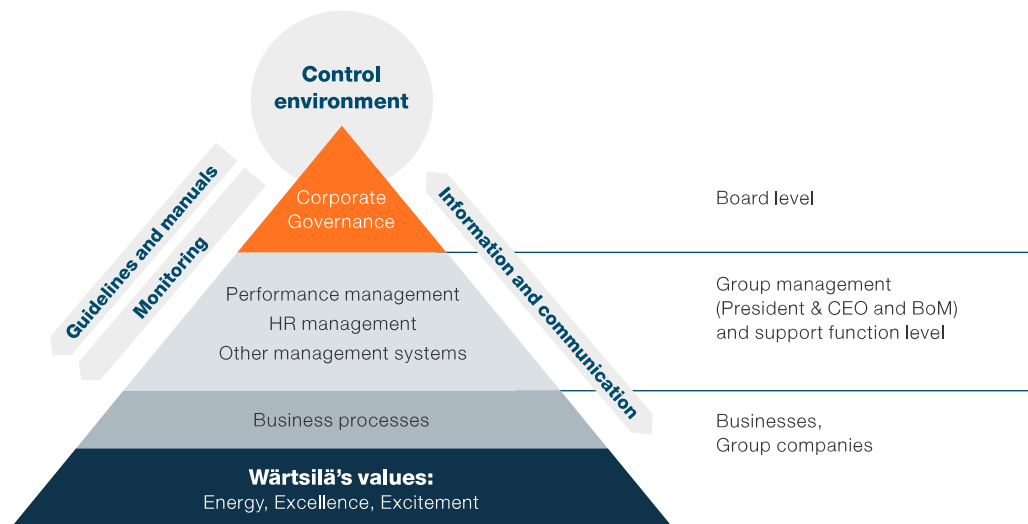 Control
environment
Corporate
Governance
Guidelines and manuals
Monitoring
Information and communication
Board level
Performance management
HR management
Other management systems
Group management
(President & CEO and BoM)
and support function level
Business processes
Businesses,
Group companies
Wärtsilä’s values:
Energy, Excellence, Excitement